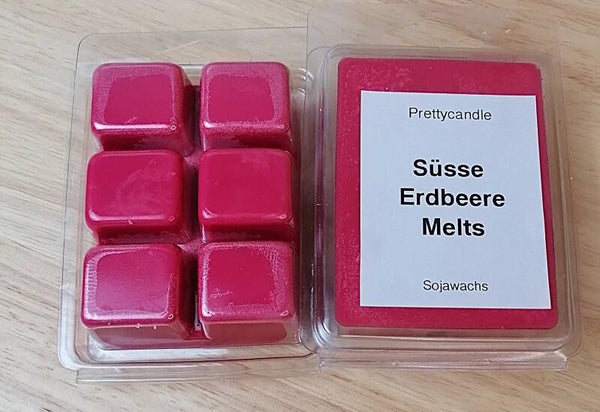 Prettycandle
Süsse
Erdbeere
Melts
Sojawachs